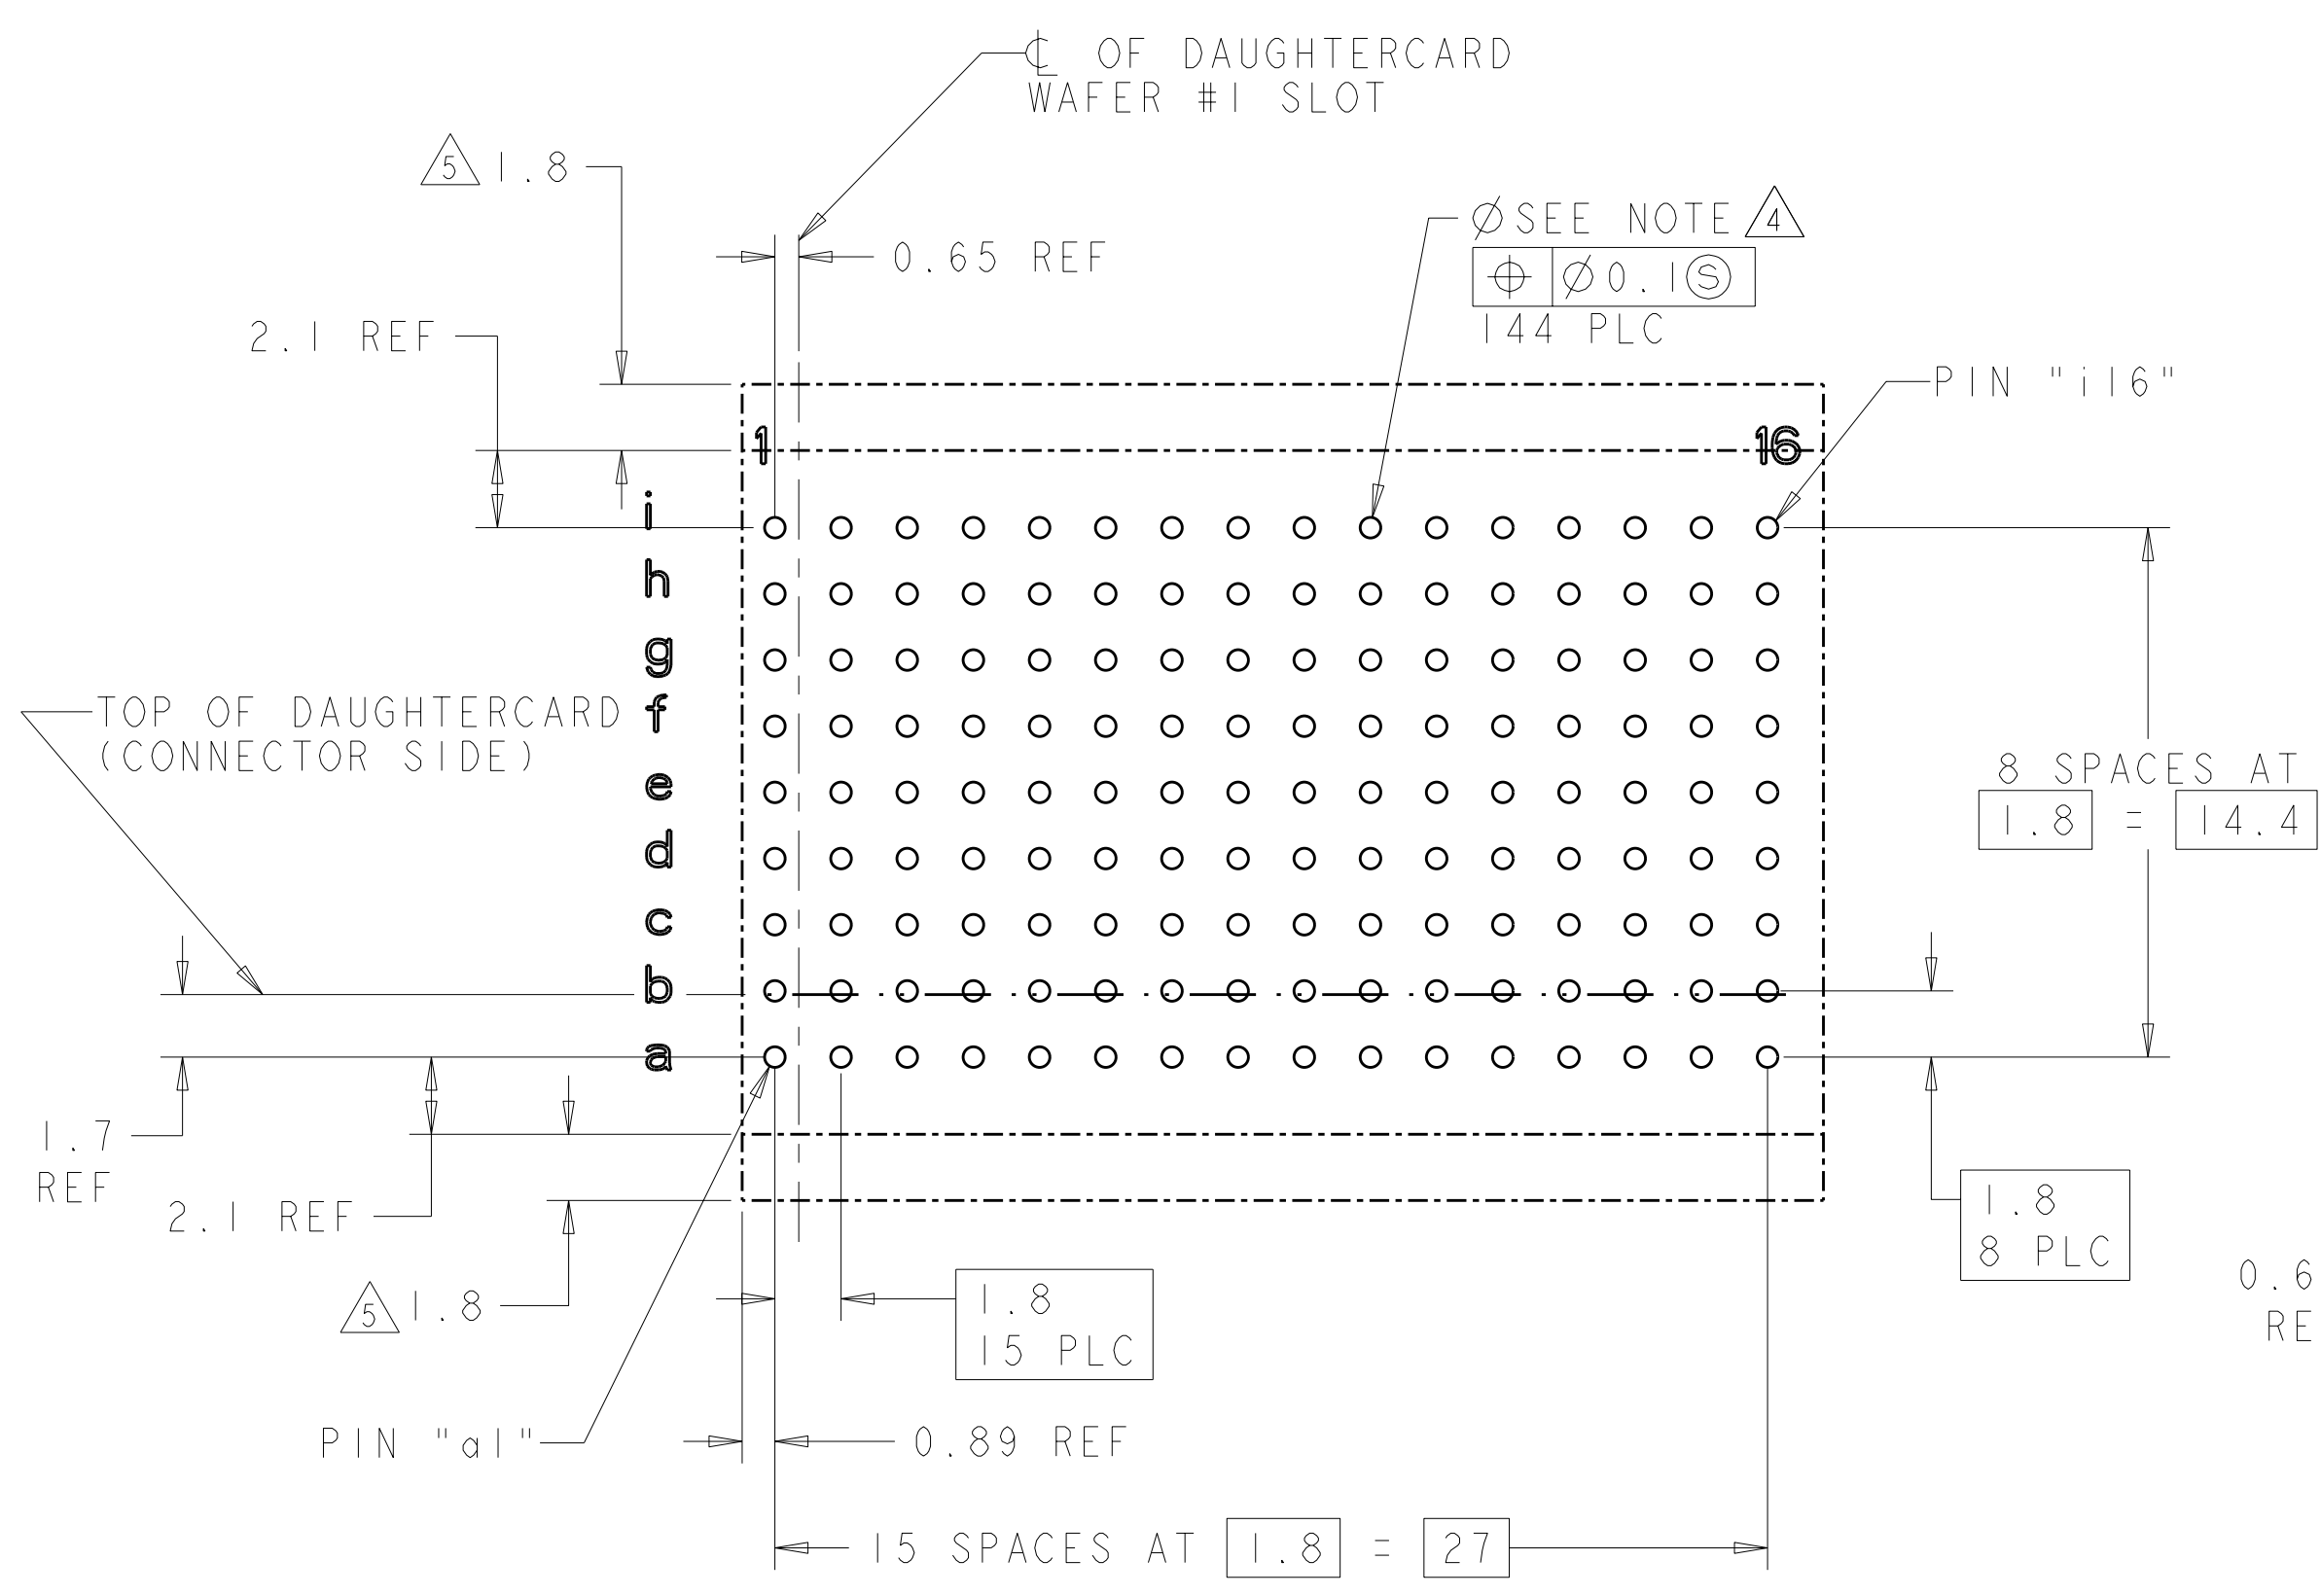 ℄ OF DAUGHTERCARD
WAFER #1 SLOT
5 1.8
0.65 REF
⌀SEE NOTE 4
⌖ ⌀0.1Ⓢ
144 PLC
2.1 REF
PIN "i16"
1
16
i
h
g
f
e
d
c
b
a
TOP OF DAUGHTERCARD
(CONNECTOR SIDE)
8 SPACES AT
1.8 = 14.4
1.7
REF
2.1 REF
5 1.8
1.8
8 PLC
0.6
RE
1.8
15 PLC
PIN "a1"
0.89 REF
15 SPACES AT 1.8 = 27